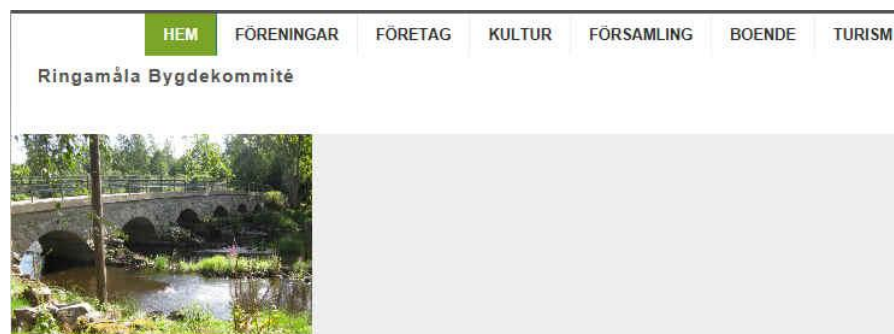 HEM FÖRENINGAR FÖRETAG KULTUR FÖRSAMLING BOENDE TURISM
Ringamåla Bygdekommité